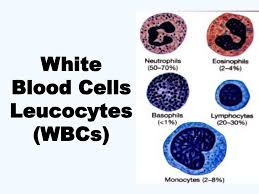 White
Blood Cells
Leucocytes
(WBCs)
Neutrophils
(50–70%)
Eosinophils
(2–4%)
Basophils
(<1%)
Lymphocytes
(20–30%)
Monocytes (2–8%)